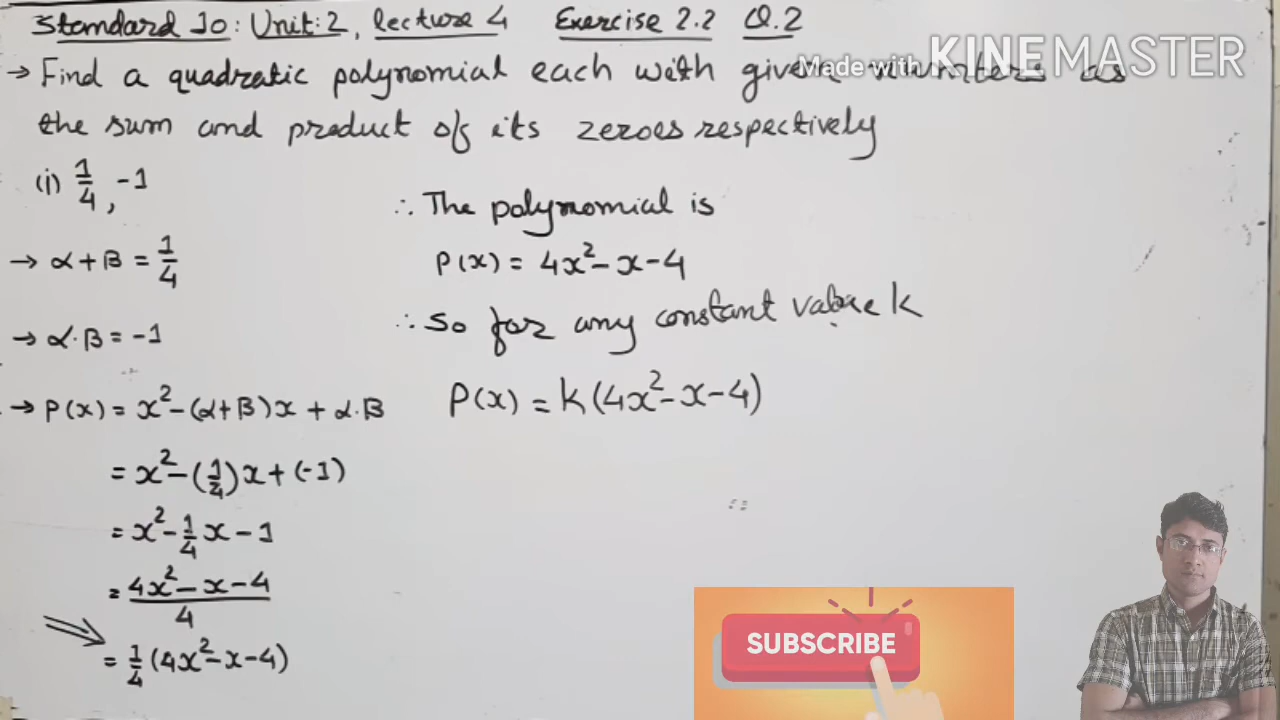 Standard 10: Unit:2, lecture 4 Exercise 2.2 Q.2
→ Find a quadratic polynomial each with given numbers as
the sum and product of its zeroes respectively
(i) 1/4, -1
→ α+β = 1/4
→ α·β = -1
→ P(x) = x² - (α+β)x + α·β
= x² - (1/4)x + (-1)
= x² - 1/4 x - 1
= (4x² - x - 4)/4
= 1/4 (4x² - x - 4)
∴ The polynomial is
P(x) = 4x² - x - 4
∴ So for any constant value k
P(x) = k(4x² - x - 4)
Made with KINEMASTER
SUBSCRIBE